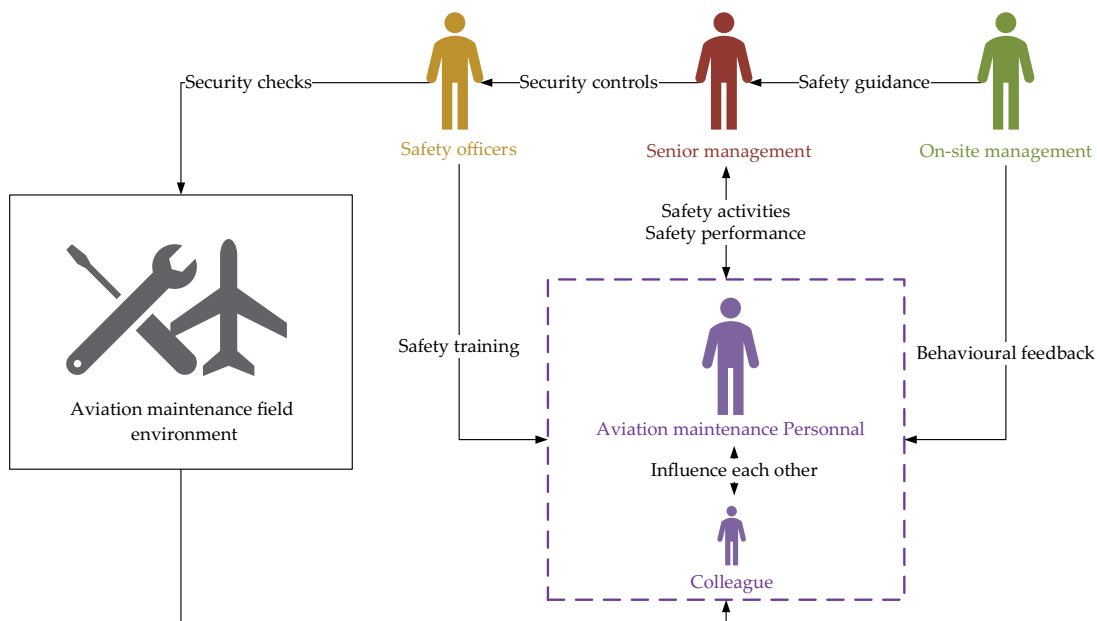 Security checks
Security controls
Safety guidance
Safety officers
Senior management
On-site management
Safety activities
Safety performance
Safety training
Behavioural feedback
Aviation maintenance field
environment
Aviation maintenance Personnal
Influence each other
Colleague